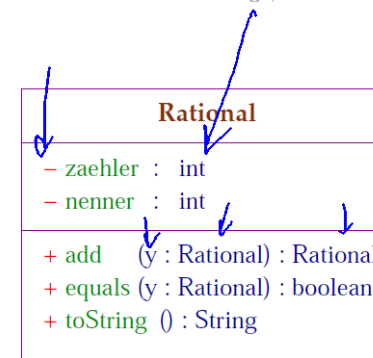 Rational
− zaehler : int
− nenner : int
+ add (y : Rational) : Rational
+ equals (y : Rational) : boolean
+ toString () : String